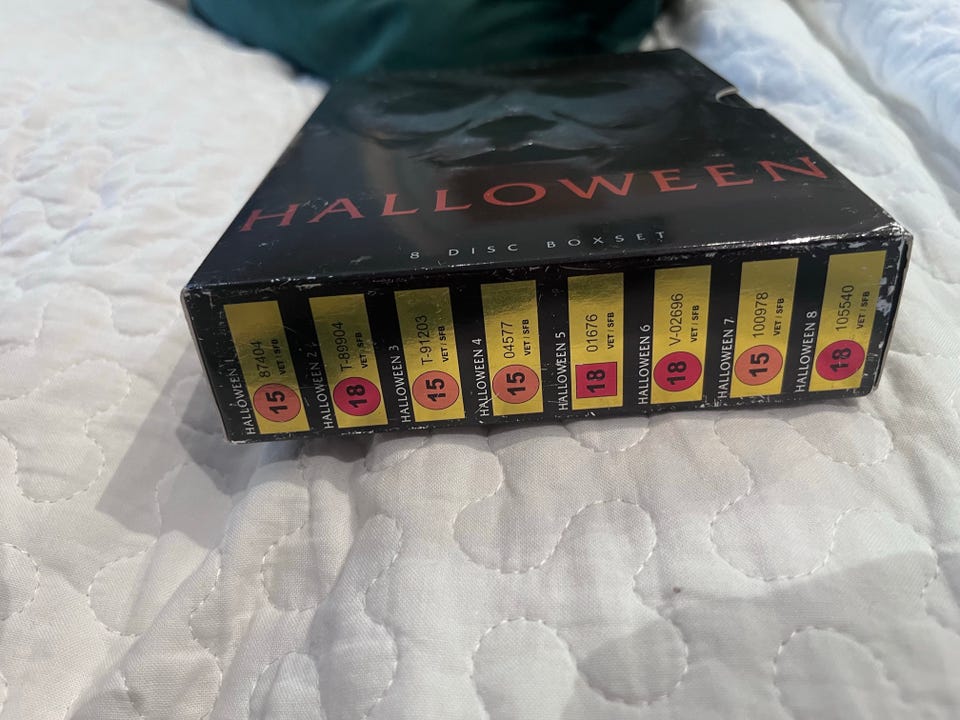 HALLOWEEN
8 DISC BOXSET
HALLOWEEN 1
15
87404
VET / SFB
HALLOWEEN 2
18
T-89904
VET / SFB
HALLOWEEN 3
15
T-91203
VET / SFB
HALLOWEEN 4
15
04577
VET / SFB
HALLOWEEN 5
18
01676
VET / SFB
HALLOWEEN 6
18
V-02696
VET / SFB
HALLOWEEN 7
15
100978
VET / SFB
HALLOWEEN 8
18
105540
VET / SFB